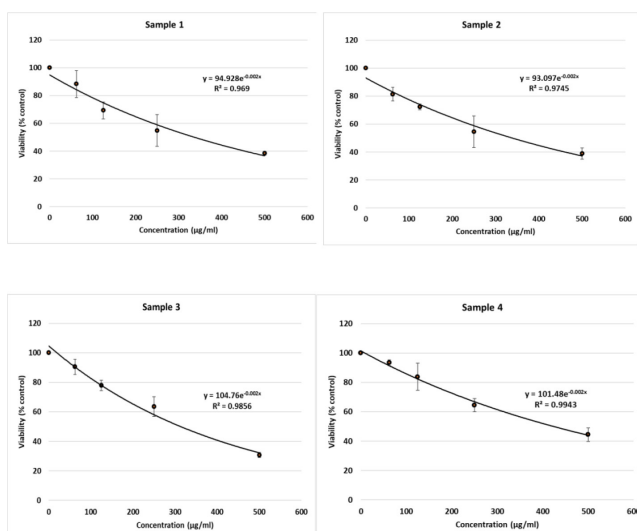 Sample 1
120
100
80
60
40
20
0
Viability (% control)
y = 94.928e^-0.002x
R² = 0.969
0 100 200 300 400 500 600
Concentration (µg/ml)
Sample 2
120
100
80
60
40
20
0
Viability (% control)
y = 93.097e^-0.002x
R² = 0.9745
0 100 200 300 400 500 600
Concentration (µg/ml)
Sample 3
120
100
80
60
40
20
0
Viability (% control)
y = 104.76e^-0.002x
R² = 0.9856
0 100 200 300 400 500 600
Concentration (µg/ml)
Sample 4
120
100
80
60
40
20
0
Viability (% control)
y = 101.48e^-0.002x
R² = 0.9943
0 100 200 300 400 500 600
Concentration (µg/ml)